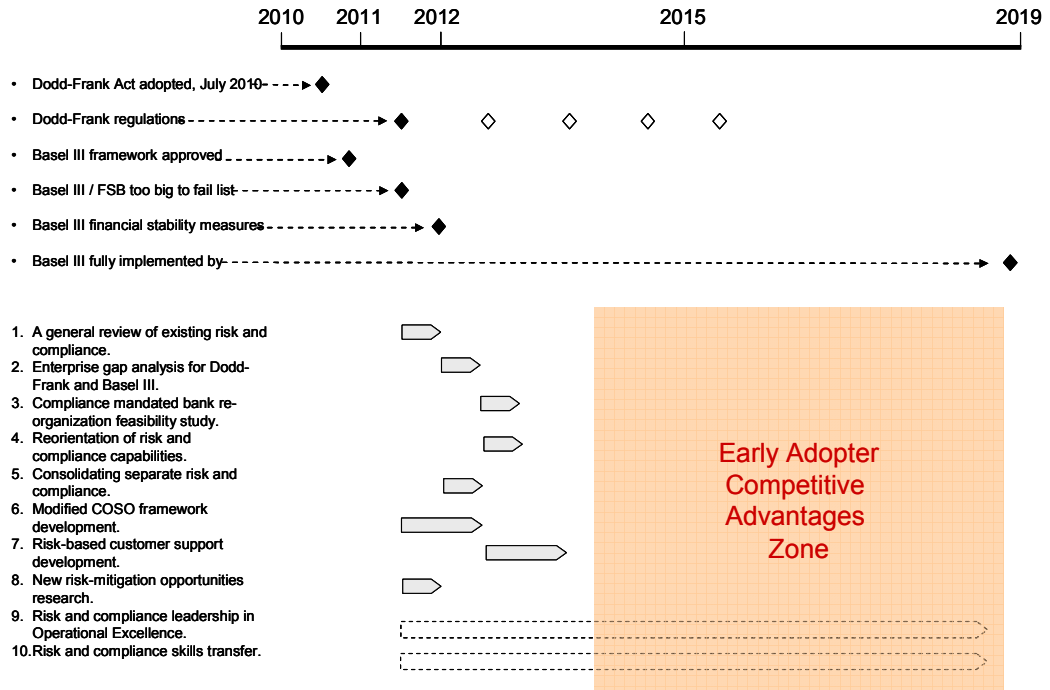 2010 2011 2012 2015 2019
• Dodd-Frank Act adopted, July 2010
• Dodd-Frank regulations
• Basel III framework approved
• Basel III / FSB too big to fail list
• Basel III financial stability measures
• Basel III fully implemented by
1. A general review of existing risk and
compliance.
2. Enterprise gap analysis for Dodd-
Frank and Basel III.
3. Compliance mandated bank re-
organization feasibility study.
4. Reorientation of risk and
compliance capabilities.
5. Consolidating separate risk and
compliance.
6. Modified COSO framework
development.
7. Risk-based customer support
development.
8. New risk-mitigation opportunities
research.
9. Risk and compliance leadership in
Operational Excellence.
10.Risk and compliance skills transfer.
Early Adopter
Competitive
Advantages
Zone